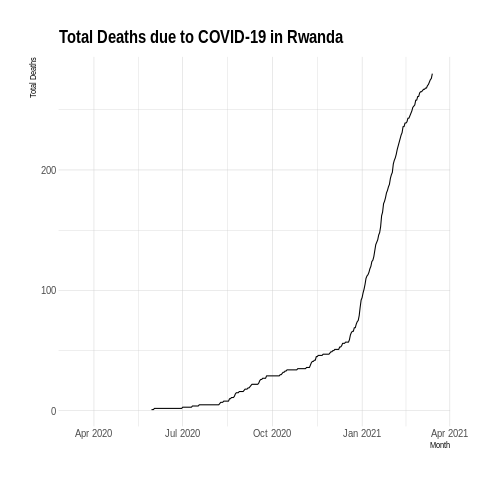 Total Deaths due to COVID-19 in Rwanda
Total Deaths
200
100
0
Apr 2020 Jul 2020 Oct 2020 Jan 2021 Apr 2021
Month